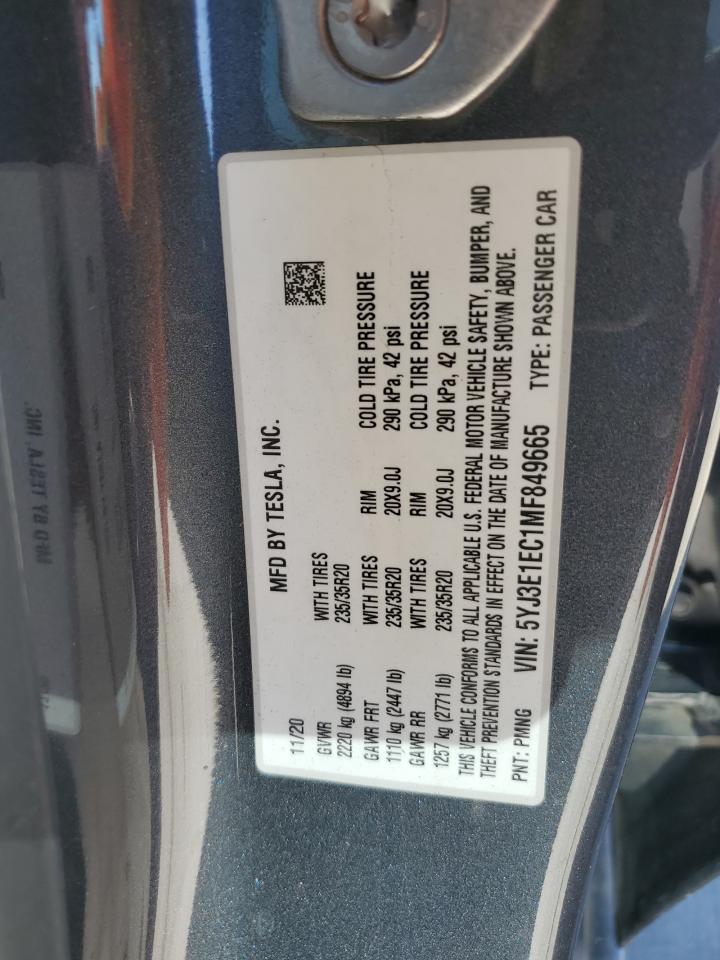 MFD BY TESLA, INC.
11/20
GVWR WITH TIRES
2220 kg (4894 lb) 235/35R20
GAWR FRT WITH TIRES RIM COLD TIRE PRESSURE
1110 kg (2447 lb) 235/35R20 20X9.0J 290 kPa, 42 psi
GAWR RR WITH TIRES RIM COLD TIRE PRESSURE
1257 kg (2771 lb) 235/35R20 20X9.0J 290 kPa, 42 psi
THIS VEHICLE CONFORMS TO ALL APPLICABLE U.S. FEDERAL MOTOR VEHICLE SAFETY, BUMPER, AND
THEFT PREVENTION STANDARDS IN EFFECT ON THE DATE OF MANUFACTURE SHOWN ABOVE.
PNT: PMNG VIN: 5YJ3E1EC1MF849665 TYPE: PASSENGER CAR